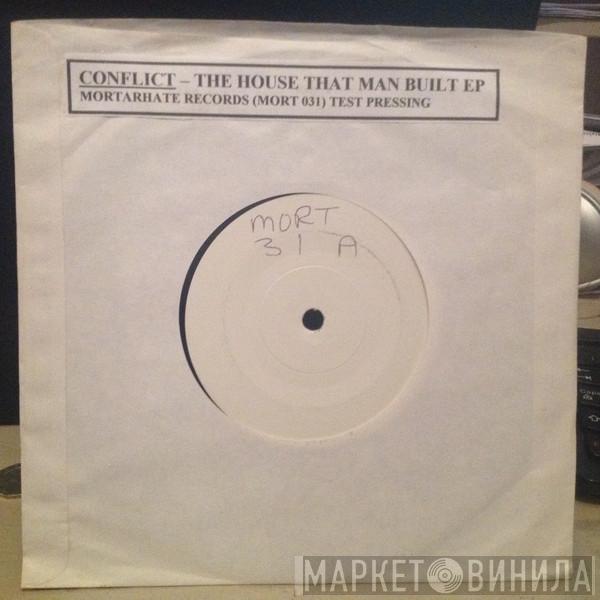 CONFLICT – THE HOUSE THAT MAN BUILT EP
MORTARHATE RECORDS (MORT 031) TEST PRESSING
MORT
31 A
МАРКЕТ ВИНИЛА